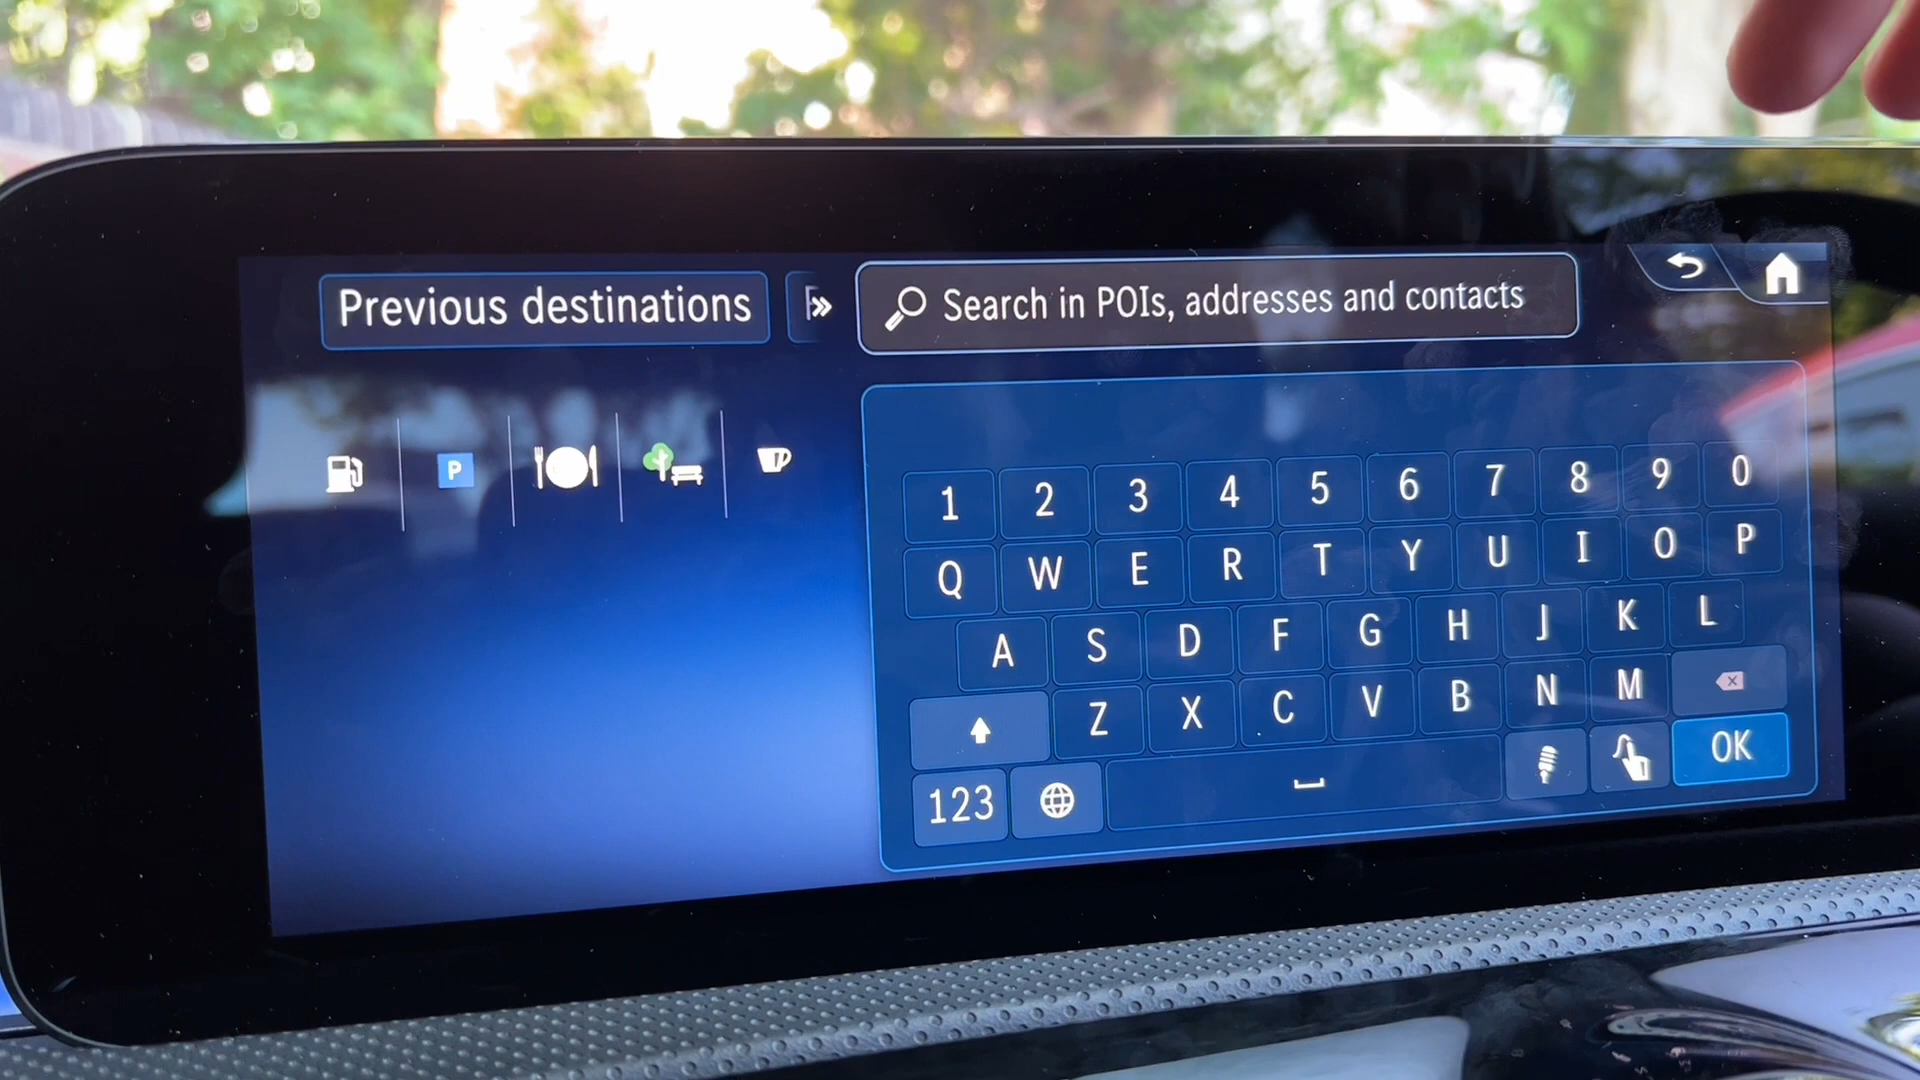 Previous destinations
Search in POIs, addresses and contacts
P
1 2 3 4 5 6 7 8 9 0
Q W E R T Y U I O P
A S D F G H J K L
Z X C V B N M
123
OK